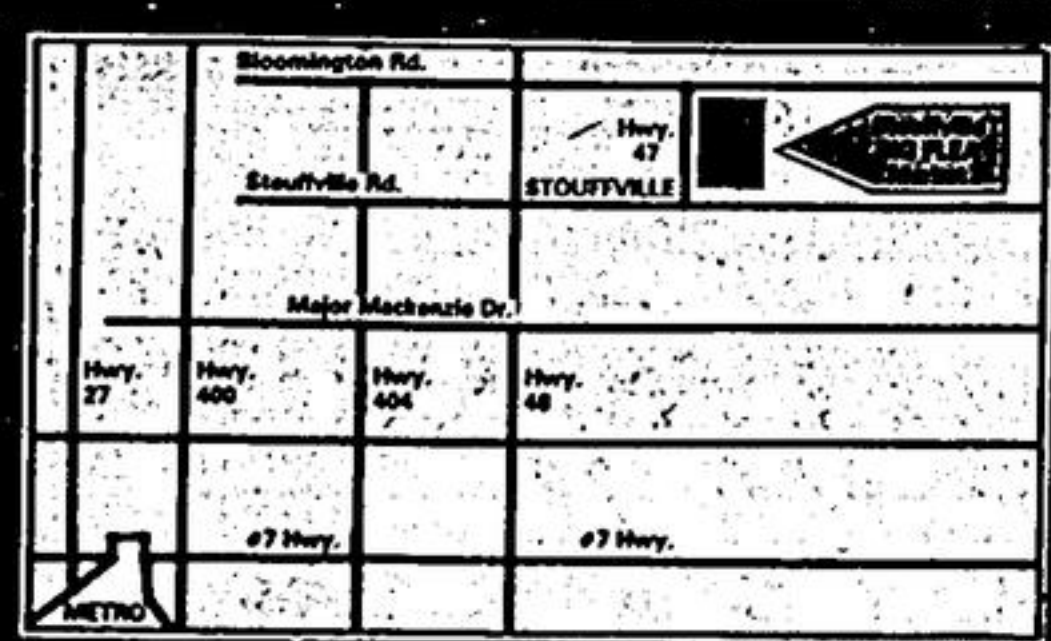 Bloomington Rd.
Hwy.
47
Stouffville Rd.
STOUFFVILLE
Major Mackenzie Dr.
Hwy.
27
Hwy.
400
Hwy.
404
Hwy.
48
#7 Hwy.
#7 Hwy.
METRO